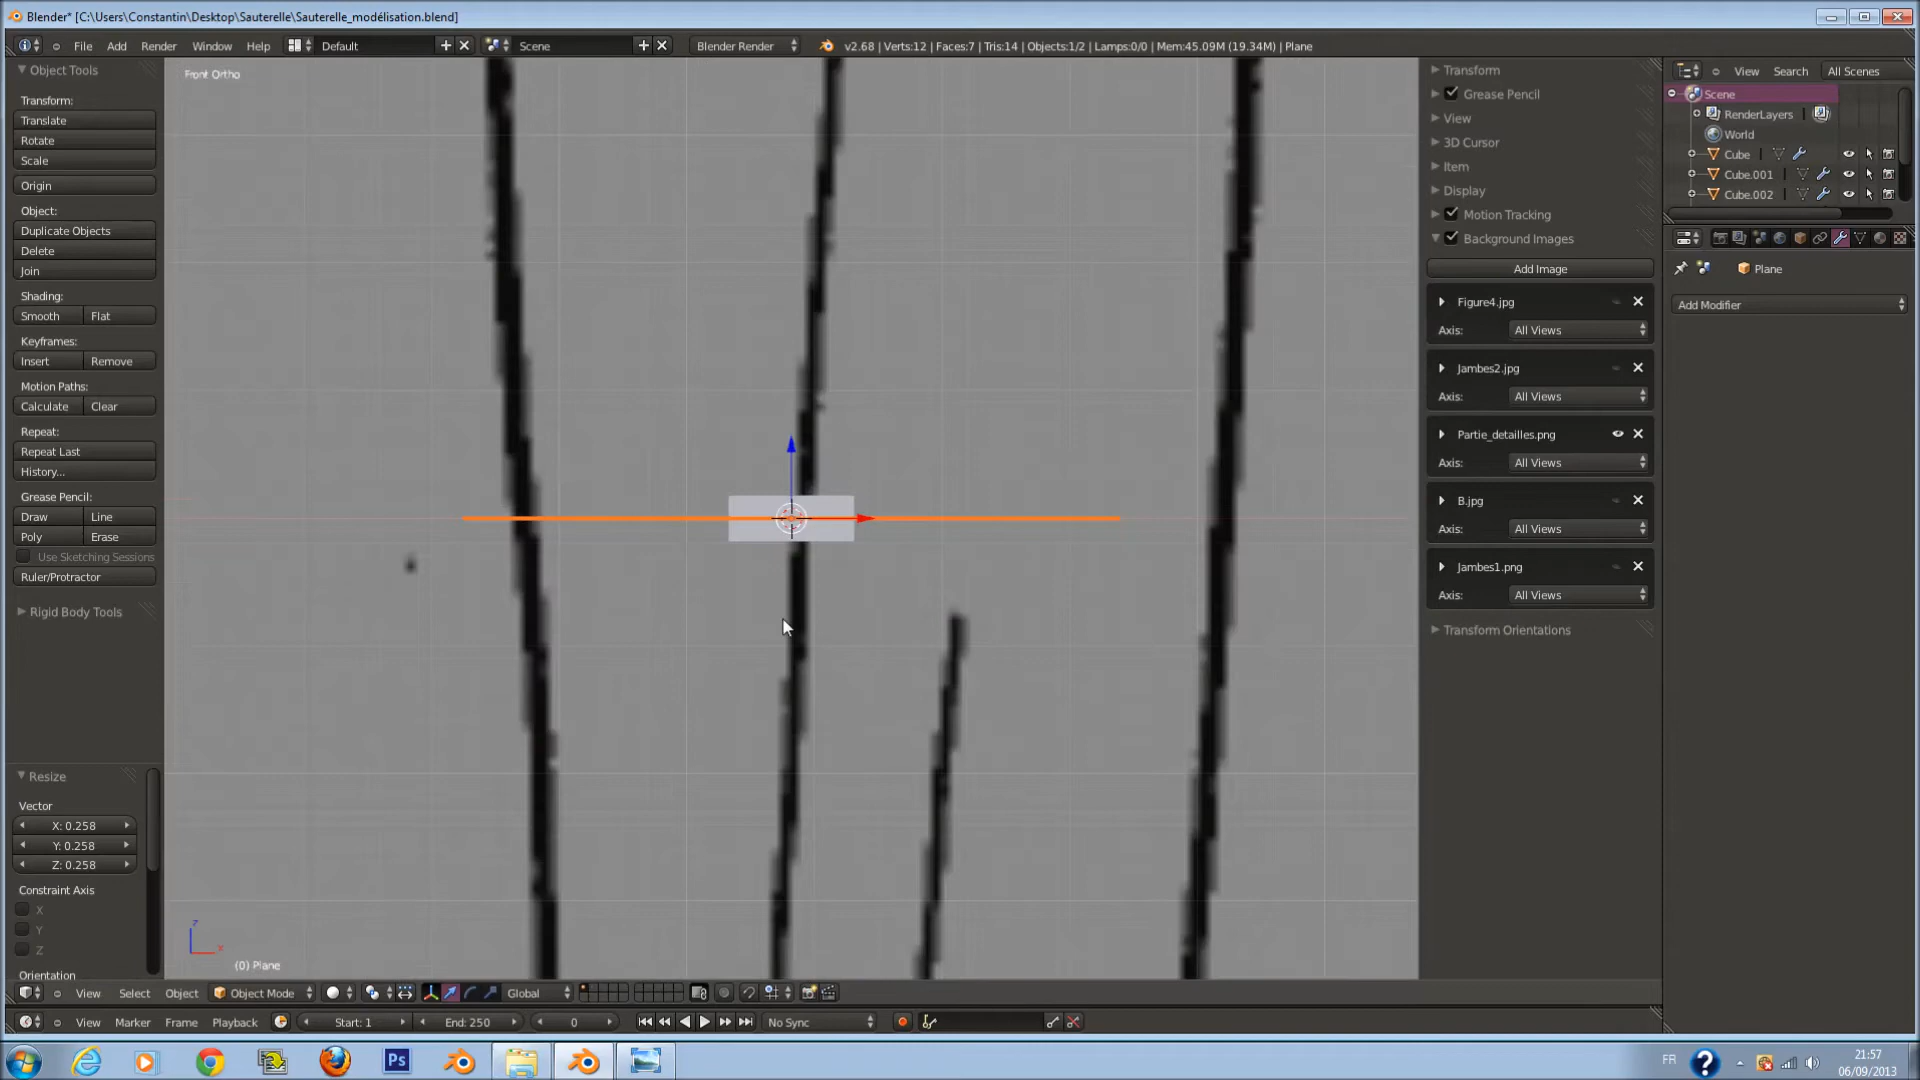 Blender* [C:\Users\Constantin\Desktop\Sauterelle\Sauterelle_modélisation.blend]
File Add Render Window Help Default Scene Blender Render v2.68 | Verts:12 | Faces:7 | Tris:14 | Objects:1/2 | Lamps:0/0 | Mem:45.09M (19.34M) | Plane
Object Tools
Transform:
Translate
Rotate
Scale
Origin
Object:
Duplicate Objects
Delete
Join
Shading:
Smooth Flat
Keyframes:
Insert Remove
Motion Paths:
Calculate Clear
Repeat:
Repeat Last
History...
Grease Pencil:
Draw Line
Poly Erase
Use Sketching Sessions
Ruler/Protractor
Rigid Body Tools
Resize
Vector
X: 0.258
Y: 0.258
Z: 0.258
Constraint Axis
X
Y
Z
Orientation
Front Ortho
z
x
(0) Plane
Transform
Grease Pencil
View
3D Cursor
Item
Display
Motion Tracking
Background Images
Add Image
Figure4.jpg
Axis: All Views
Jambes2.jpg
Axis: All Views
Partie_detailles.png
Axis: All Views
B.jpg
Axis: All Views
Jambes1.png
Axis: All Views
Transform Orientations
View Search All Scenes
Scene
RenderLayers
World
Cube
Cube.001
Cube.002
Plane
Add Modifier
View Select Object Object Mode Global
View Marker Frame Playback Start: 1 End: 250 0 No Sync
Ps
FR
21:57
06/09/2013